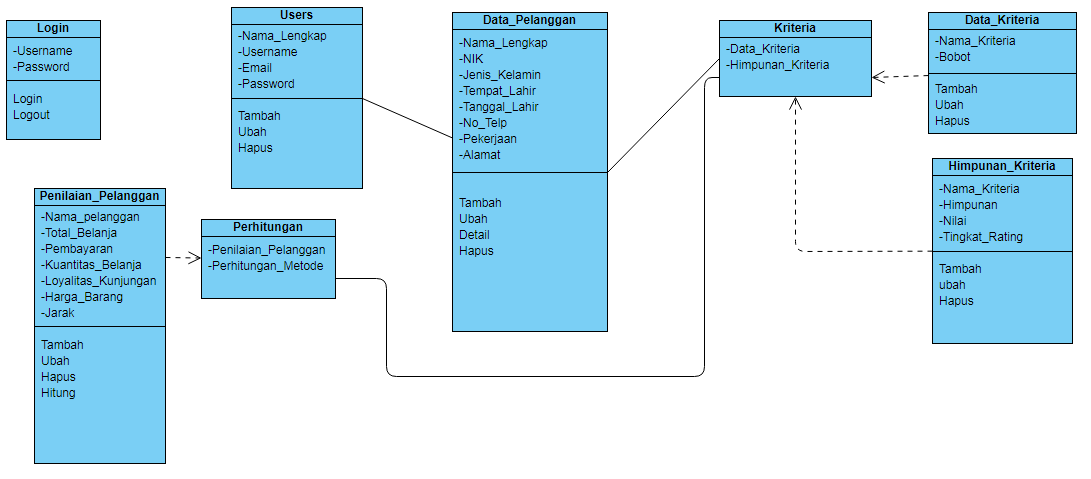 Login
-Username
-Password
Login
Logout
Users
-Nama_Lengkap
-Username
-Email
-Password
Tambah
Ubah
Hapus
Data_Pelanggan
-Nama_Lengkap
-NIK
-Jenis_Kelamin
-Tempat_Lahir
-Tanggal_Lahir
-No_Telp
-Pekerjaan
-Alamat
Tambah
Ubah
Detail
Hapus
Kriteria
-Data_Kriteria
-Himpunan_Kriteria
Data_Kriteria
-Nama_Kriteria
-Bobot
Tambah
Ubah
Hapus
Himpunan_Kriteria
-Nama_Kriteria
-Himpunan
-Nilai
-Tingkat_Rating
Tambah
ubah
Hapus
Penilaian_Pelanggan
-Nama_pelanggan
-Total_Belanja
-Pembayaran
-Kuantitas_Belanja
-Loyalitas_Kunjungan
-Harga_Barang
-Jarak
Tambah
Ubah
Hapus
Hitung
Perhitungan
-Penilaian_Pelanggan
-Perhitungan_Metode